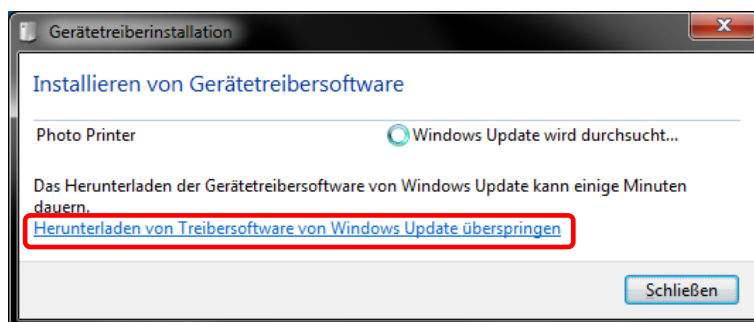 Gerätetreiberinstallation
Installieren von Gerätetreibersoftware
Photo Printer Windows Update wird durchsucht...
Das Herunterladen der Gerätetreibersoftware von Windows Update kann einige Minuten
dauern.
Herunterladen von Treibersoftware von Windows Update überspringen
Schließen